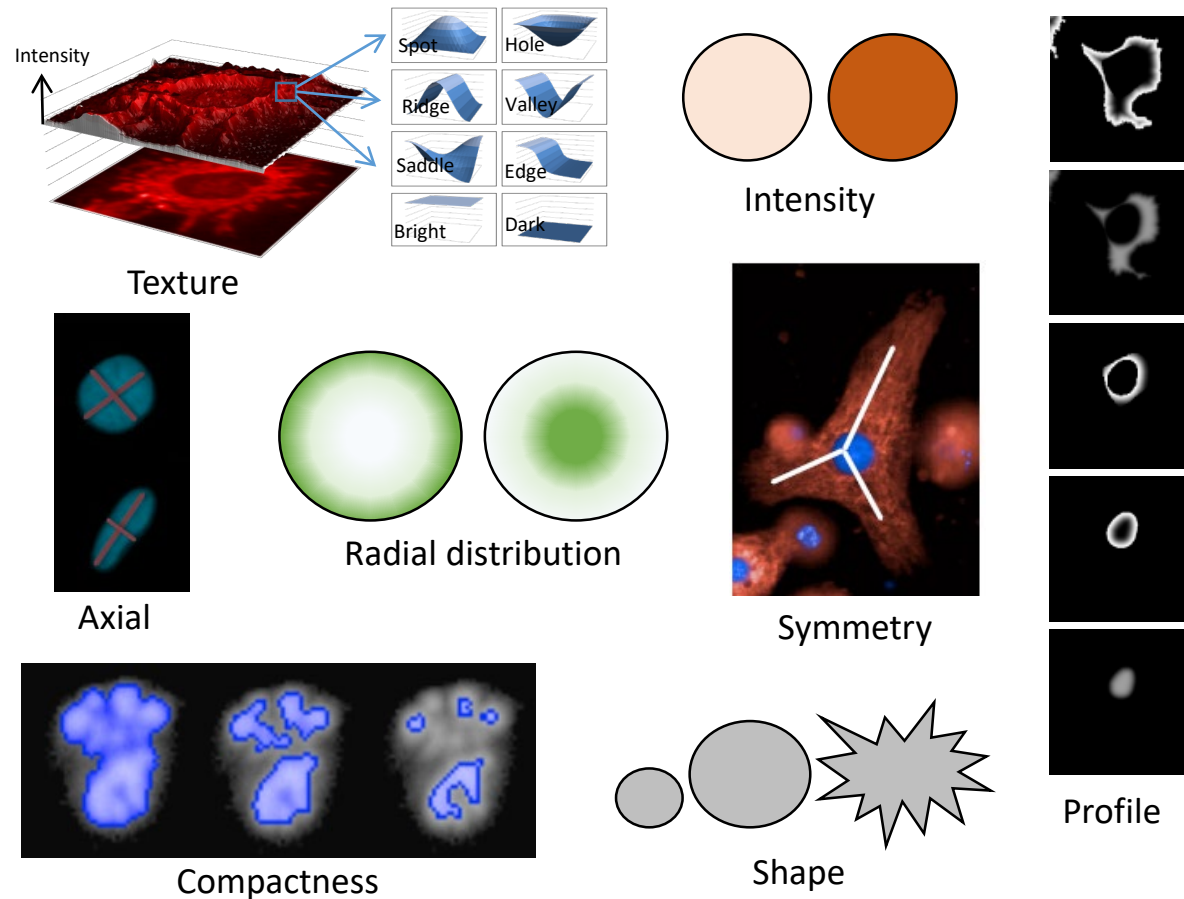 Intensity
Spot
Hole
Ridge
Valley
Saddle
Edge
Bright
Dark
Texture
Intensity
Axial
Radial distribution
Symmetry
Compactness
Shape
Profile